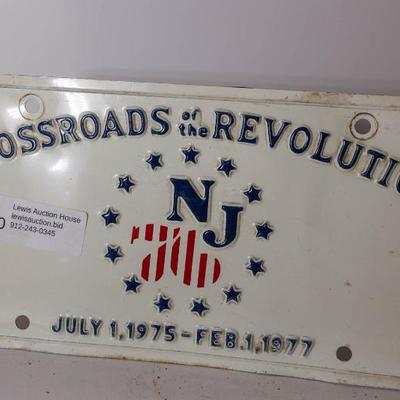 OSSROADS of the REVOLUTI
NJ
76
JULY 1, 1975 - FEB. 1, 1977
Lewis Auction House
lewisauction.bid
912-243-0345